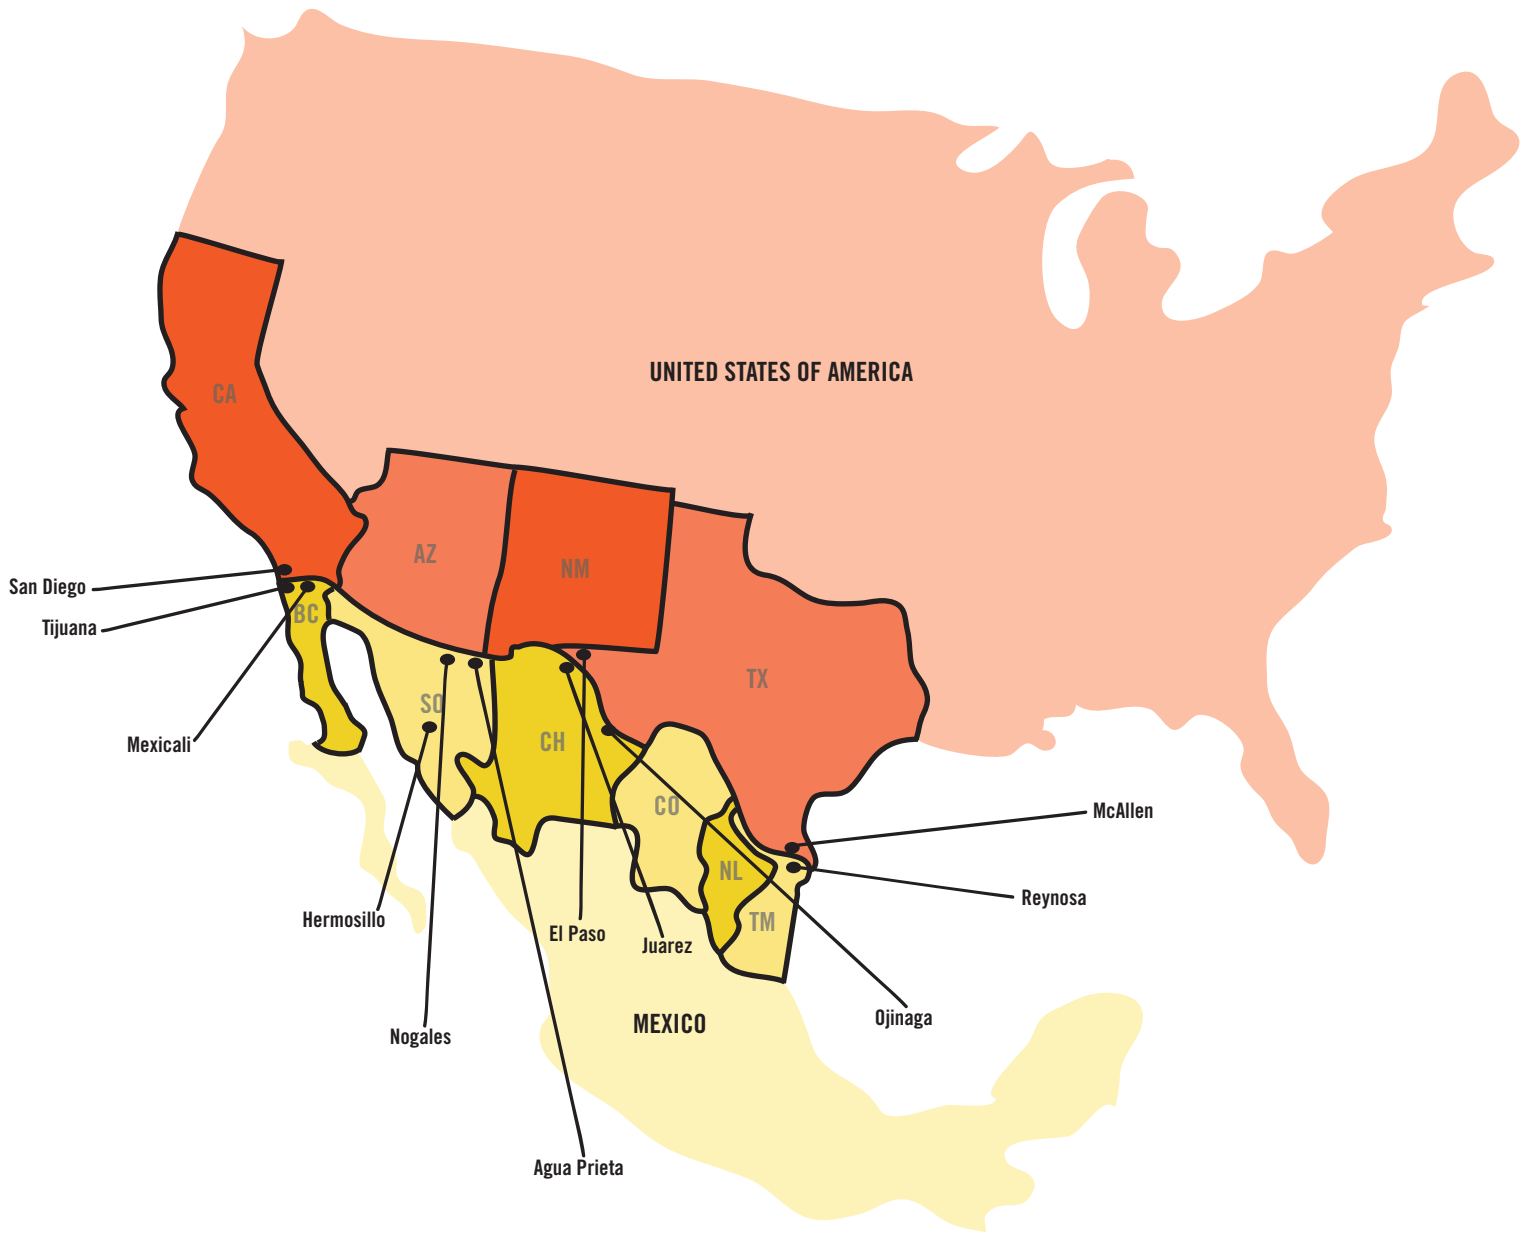 UNITED STATES OF AMERICA
CA
AZ
NM
San Diego
BC
Tijuana
TX
SO
CH
Mexicali
CO
McAllen
NL
Reynosa
Hermosillo
TM
El Paso
Juarez
Ojinaga
MEXICO
Nogales
Agua Prieta